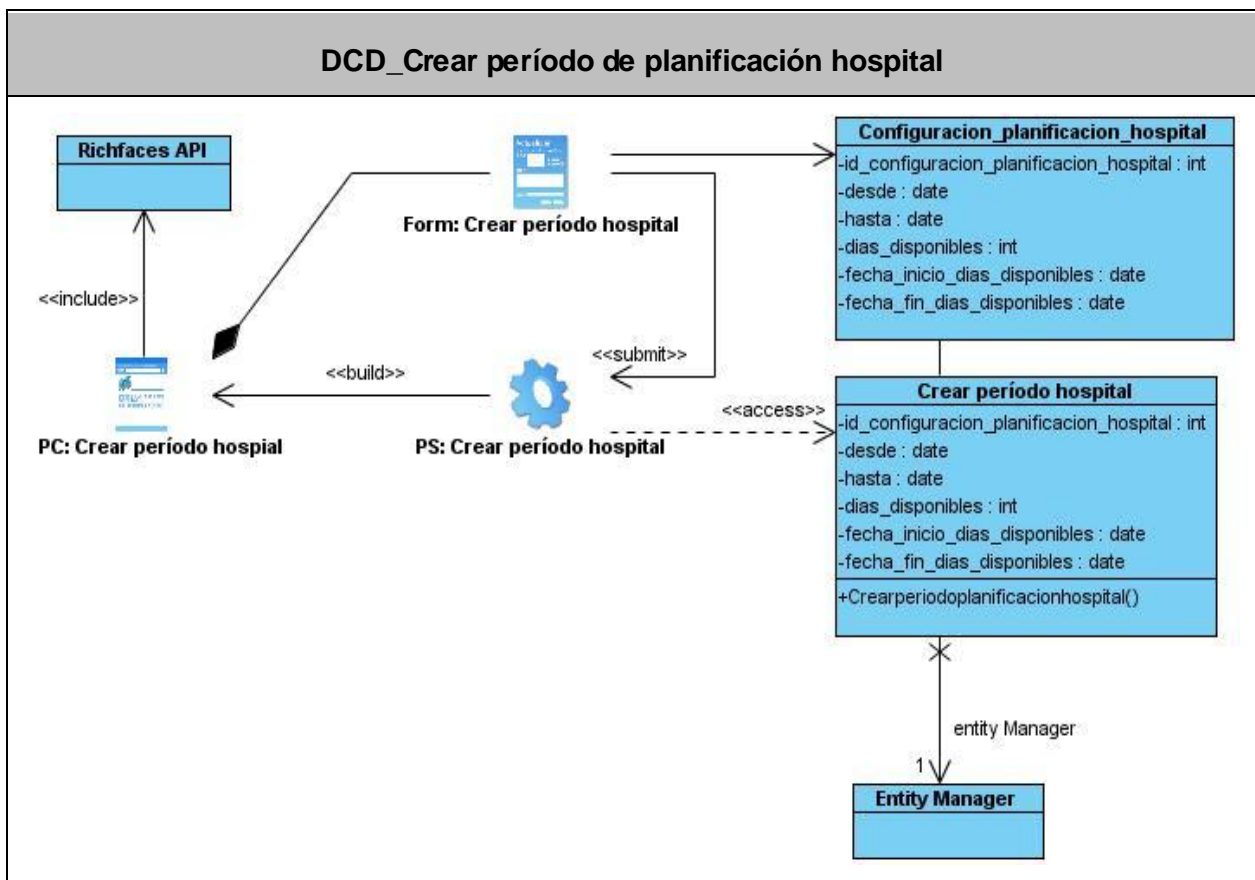 DCD_Crear período de planificación hospital
Richfaces API
<<include>>
Form: Crear período hospital
Configuracion_planificacion_hospital
-id_configuracion_planificacion_hospital : int
-desde : date
-hasta : date
-dias_disponibles : int
-fecha_inicio_dias_disponibles : date
-fecha_fin_dias_disponibles : date
<<build>>
<<submit>>
<<access>>
PC: Crear período hospial
PS: Crear período hospital
Crear período hospital
-id_configuracion_planificacion_hospital : int
-desde : date
-hasta : date
-dias_disponibles : int
-fecha_inicio_dias_disponibles : date
-fecha_fin_dias_disponibles : date
+Crearperiodoplanificacionhospital()
entity Manager
1
Entity Manager